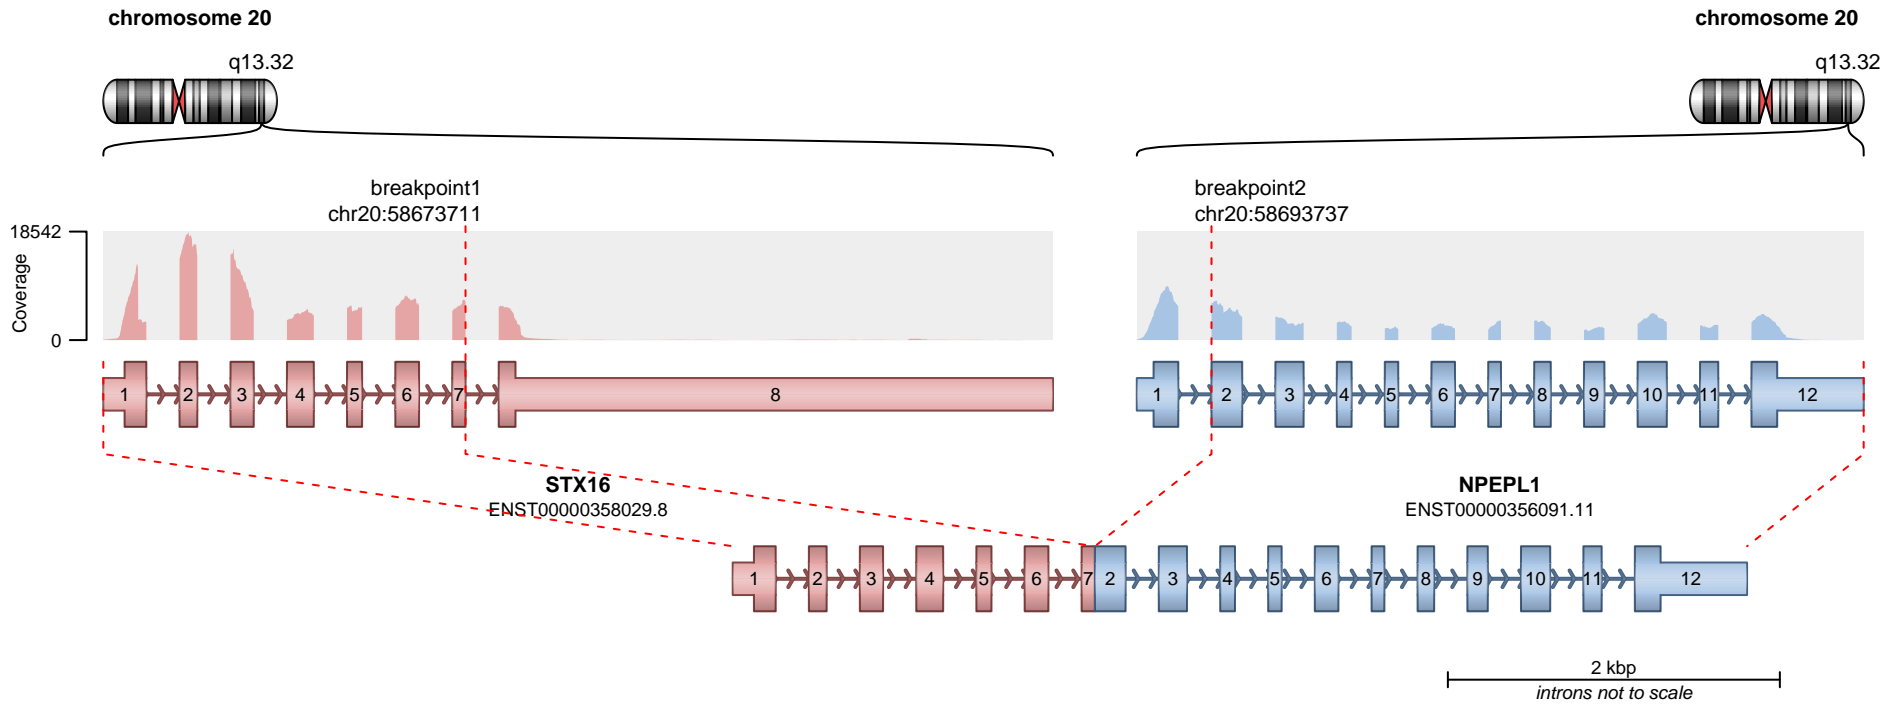 chromosome 20
chromosome 20
q13.32
q13.32
breakpoint1
chr20:58673711
breakpoint2
chr20:58693737
18542
Coverage
0
1 2 3 4 5 6 7 8
1 2 3 4 5 6 7 8 9 10 11 12
STX16
ENST00000358029.8
NPEPL1
ENST00000356091.11
1 2 3 4 5 6 7 2 3 4 5 6 7 8 9 10 11 12
2 kbp
introns not to scale